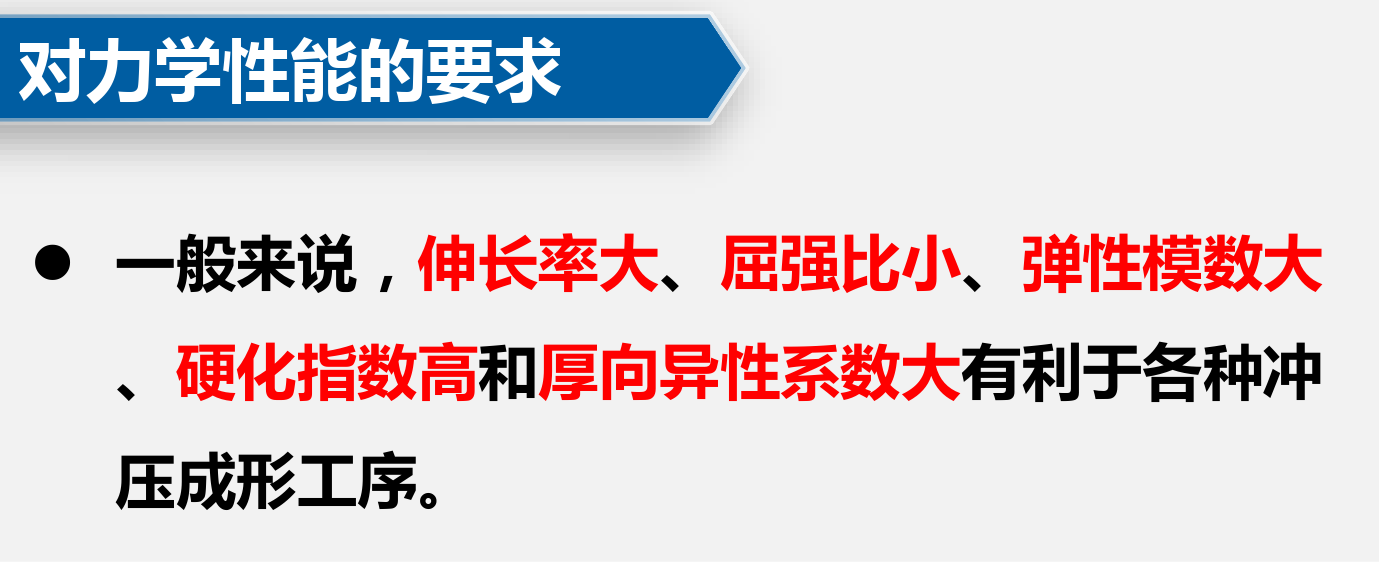 对力学性能的要求
● 一般来说，伸长率大、屈强比小、弹性模数大
、硬化指数高和厚向异性系数大有利于各种冲
压成形工序。